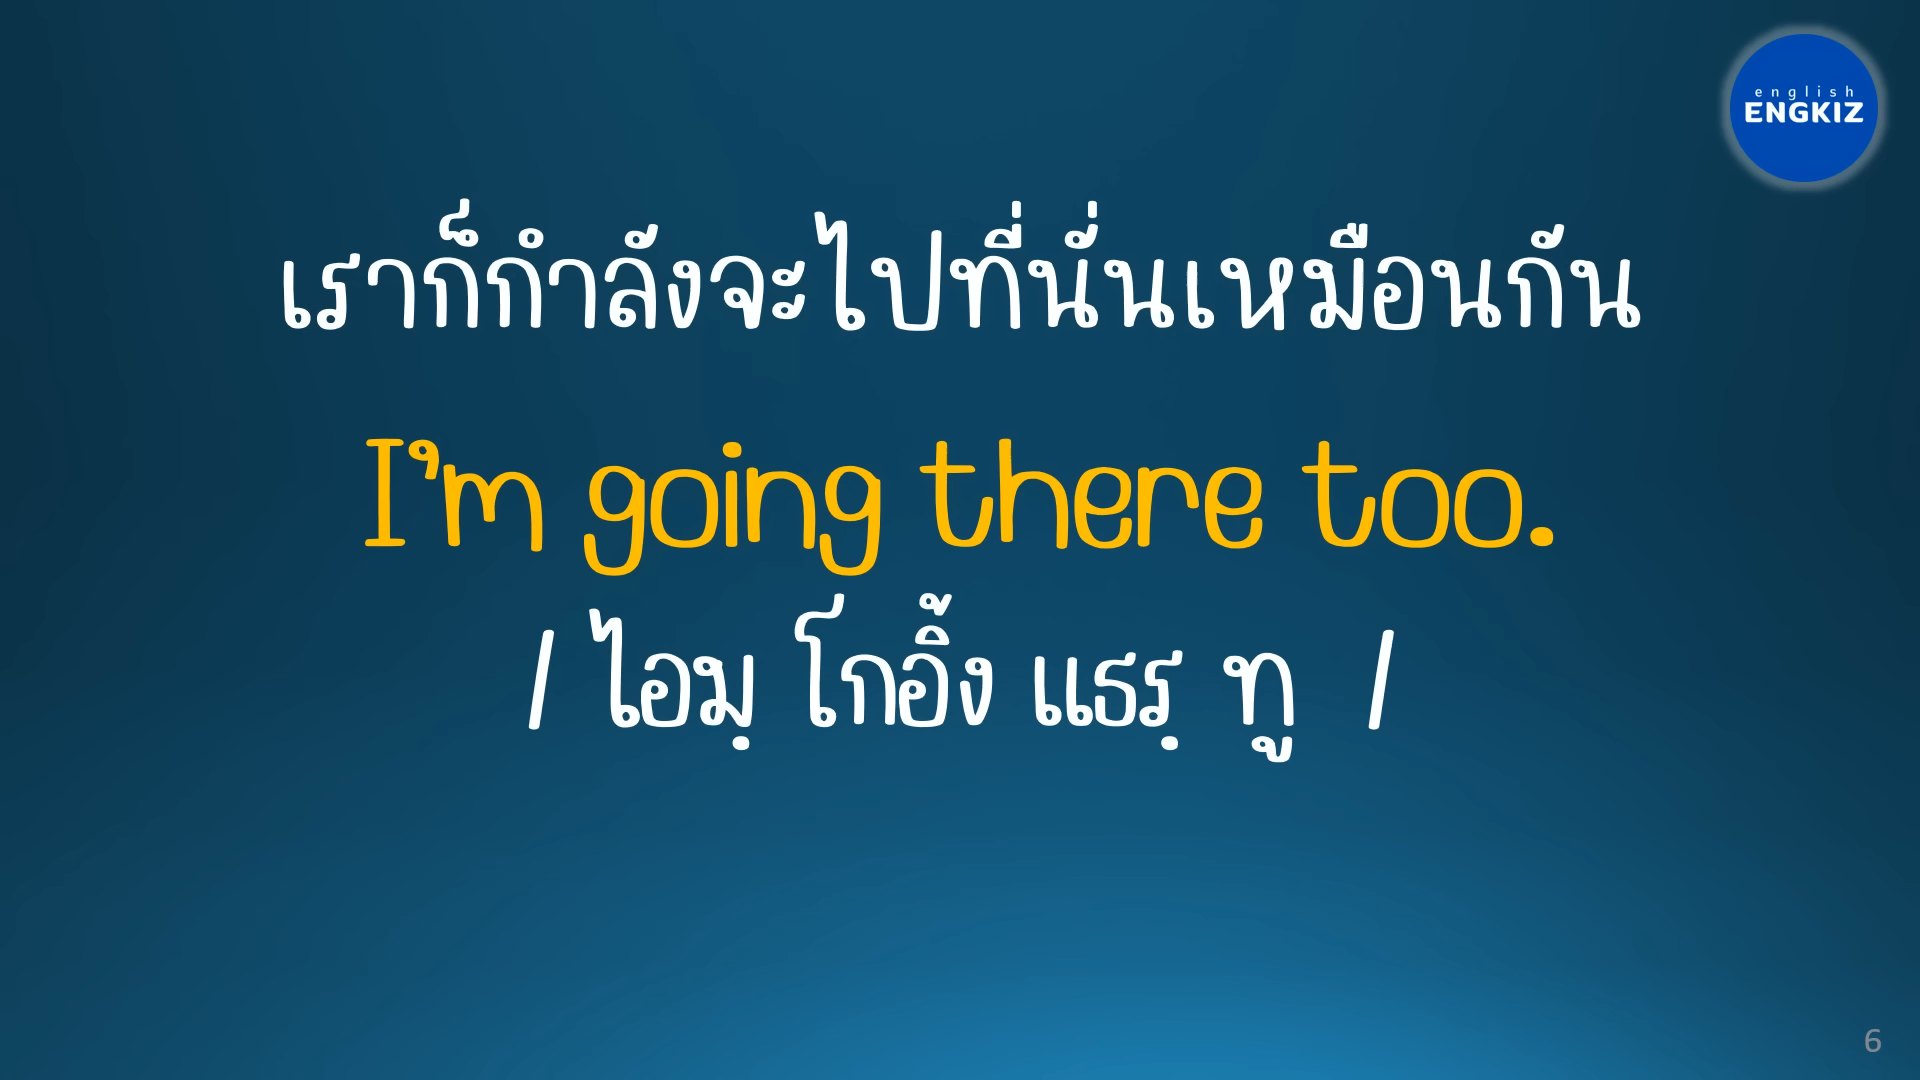 english
ENGKIZ
เราก็กำลังจะไปที่นั่นเหมือนกัน
I'm going there too.
/ ไอมฺ โกอิ้ง แธรฺ ทู /
6